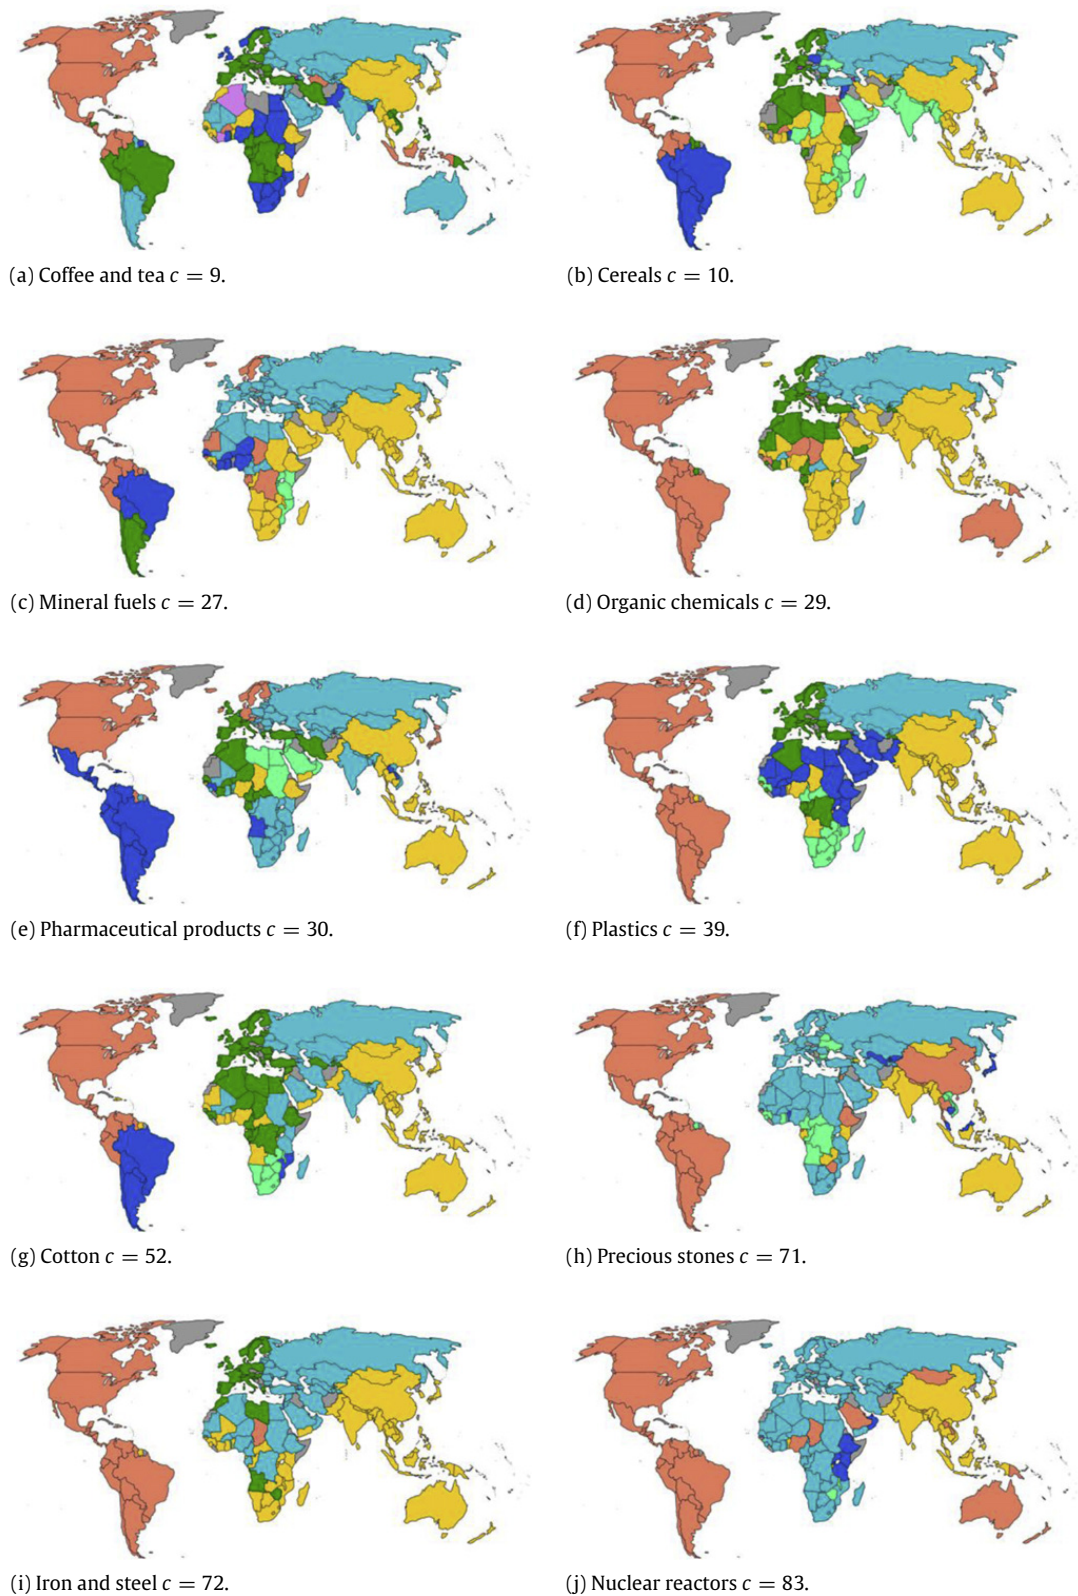 (a) Coffee and tea c = 9.
(b) Cereals c = 10.
(c) Mineral fuels c = 27.
(d) Organic chemicals c = 29.
(e) Pharmaceutical products c = 30.
(f) Plastics c = 39.
(g) Cotton c = 52.
(h) Precious stones c = 71.
(i) Iron and steel c = 72.
(j) Nuclear reactors c = 83.